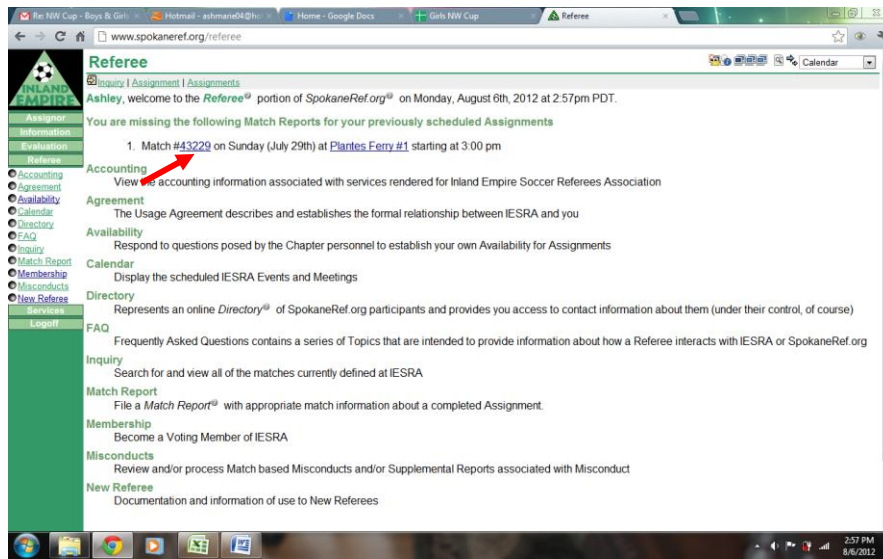 Re: NW Cup - Boys & Girls
Hotmail - ashmarie04@ho
Home - Google Docs
Girls NW Cup
Referee
www.spokaneref.org/referee
INLAND
EMPIRE
Referee
Calendar
Inquiry | Assignment | Assignments
Ashley, welcome to the Referee portion of SpokaneRef.org on Monday, August 6th, 2012 at 2:57pm PDT.
You are missing the following Match Reports for your previously scheduled Assignments
1. Match #43229 on Sunday (July 29th) at Plantes Ferry #1 starting at 3:00 pm
Assignor
Information
Evaluation
Referee
Accounting
Agreement
Availability
Calendar
Directory
FAQ
Inquiry
Match Report
Membership
Misconducts
New Referee
Services
Logoff
Accounting
View the accounting information associated with services rendered for Inland Empire Soccer Referees Association
Agreement
The Usage Agreement describes and establishes the formal relationship between IESRA and you
Availability
Respond to questions posed by the Chapter personnel to establish your own Availability for Assignments
Calendar
Display the scheduled IESRA Events and Meetings
Directory
Represents an online Directory of SpokaneRef.org participants and provides you access to contact information about them (under their control, of course)
FAQ
Frequently Asked Questions contains a series of Topics that are intended to provide information about how a Referee interacts with IESRA or SpokaneRef.org
Inquiry
Search for and view all of the matches currently defined at IESRA
Match Report
File a Match Report with appropriate match information about a completed Assignment.
Membership
Become a Voting Member of IESRA
Misconducts
Review and/or process Match based Misconducts and/or Supplemental Reports associated with Misconduct
New Referee
Documentation and information of use to New Referees
2:57 PM
8/6/2012